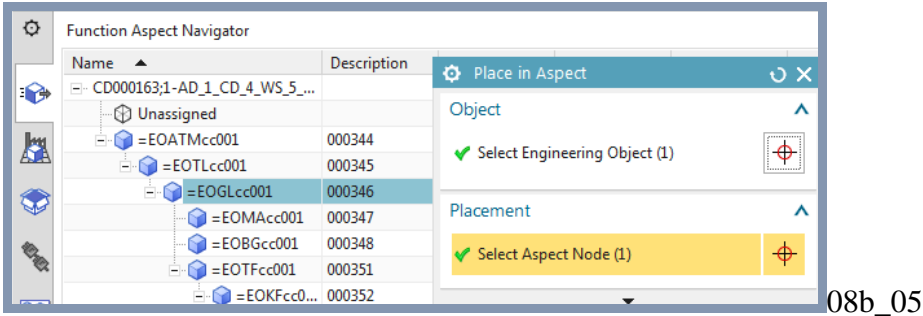 Function Aspect Navigator
Name Description
CD000163;1-AD_1_CD_4_WS_5_...
Unassigned
=EOATMcc001 000344
=EOTLcc001 000345
=EOGLcc001 000346
=EOMAcc001 000347
=EOBGcc001 000348
=EOTFcc001 000351
=EOKFcc0... 000352
Place in Aspect
Object
Select Engineering Object (1)
Placement
Select Aspect Node (1)
08b_05